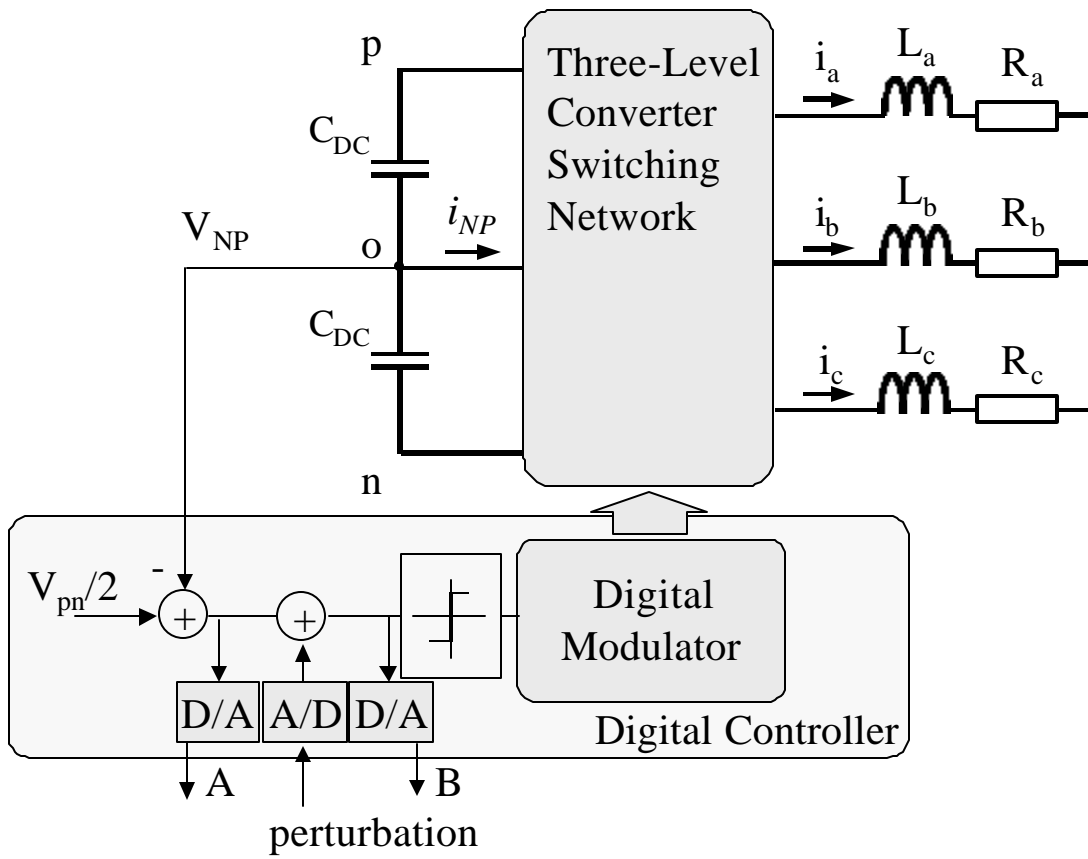 p
Three-Level
Converter
Switching
Network
i_a
L_a
R_a
C_DC
V_NP
o
i_NP
i_b
L_b
R_b
C_DC
i_c
L_c
R_c
n
V_pn/2
-
+
+
Digital
Modulator
D/A
A/D
D/A
Digital Controller
A
B
perturbation